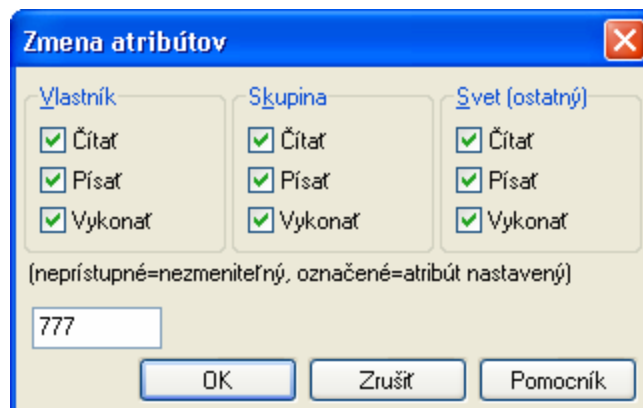 Zmena atribútov
Vlastník Skupina Svet (ostatný)
Čítať Čítať Čítať
Písať Písať Písať
Vykonať Vykonať Vykonať
(neprístupné=nezmeniteľný, označené=atribút nastavený)
777
OK Zrušiť Pomocník